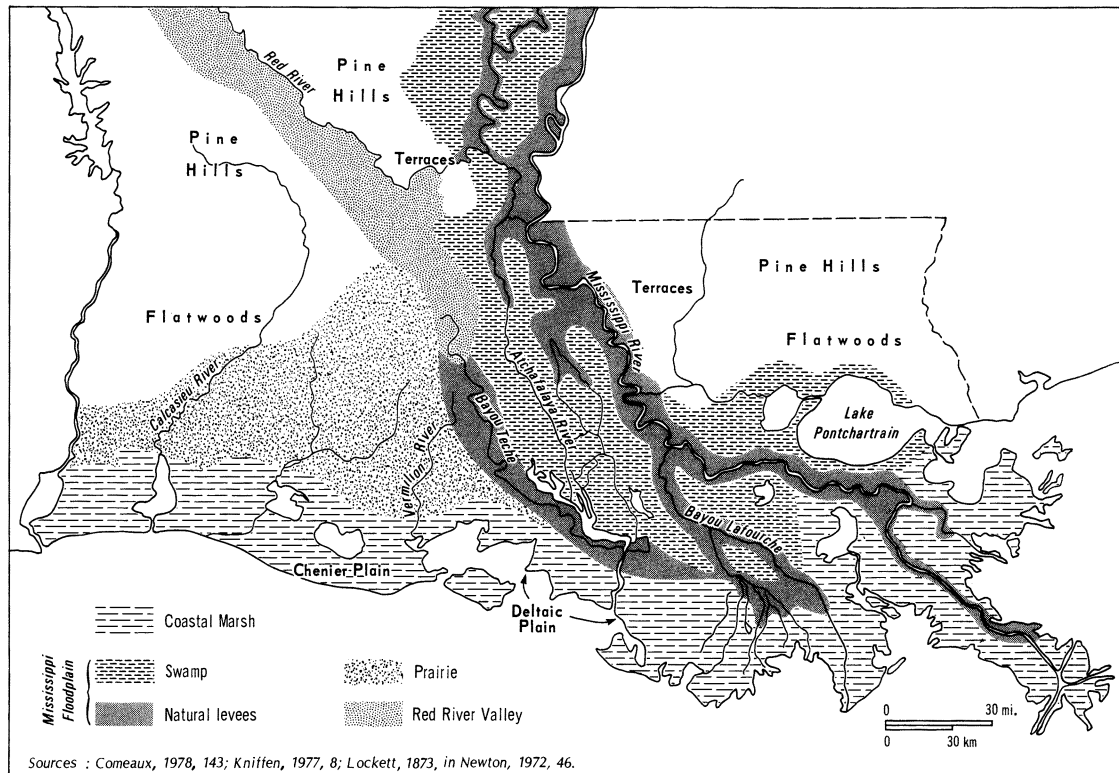 Red River
Pine
Hills
Pine
Hills
Terraces
Mississippi River
Terraces
Pine Hills
Flatwoods
Flatwoods
Calcasieu River
Atchafalaya River
Bayou Teche
Vermilion River
Lake
Pontchartrain
Bayou Lafourche
Chenier Plain
Deltaic
Plain
Coastal Marsh
Mississippi
Floodplain
Swamp
Prairie
Natural levees
Red River Valley
0 30 mi.
0 30 km
Sources : Comeaux, 1978, 143; Kniffen, 1977, 8; Lockett, 1873, in Newton, 1972, 46.